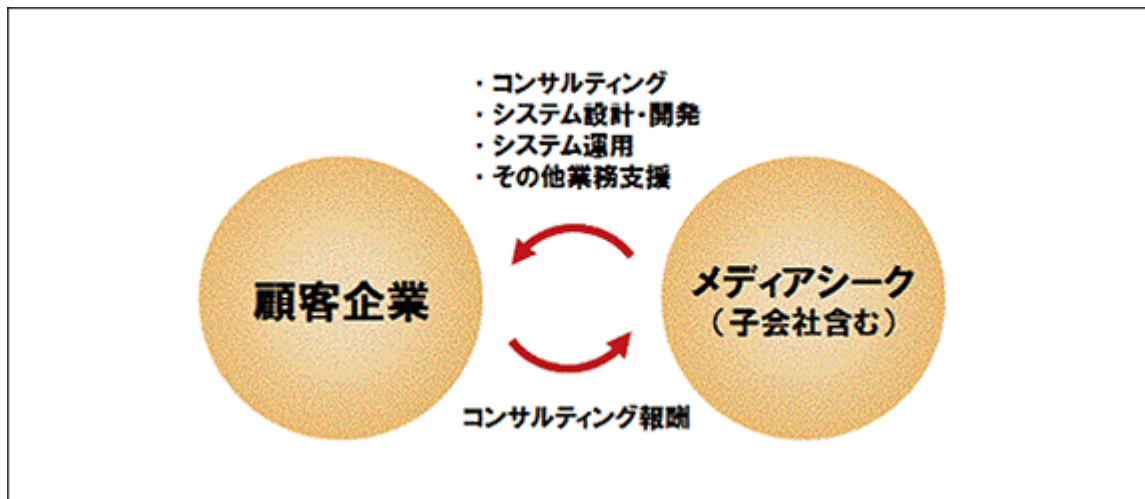 ・コンサルティング
・システム設計・開発
・システム運用
・その他業務支援
顧客企業
メディアシーク
（子会社含む）
コンサルティング報酬